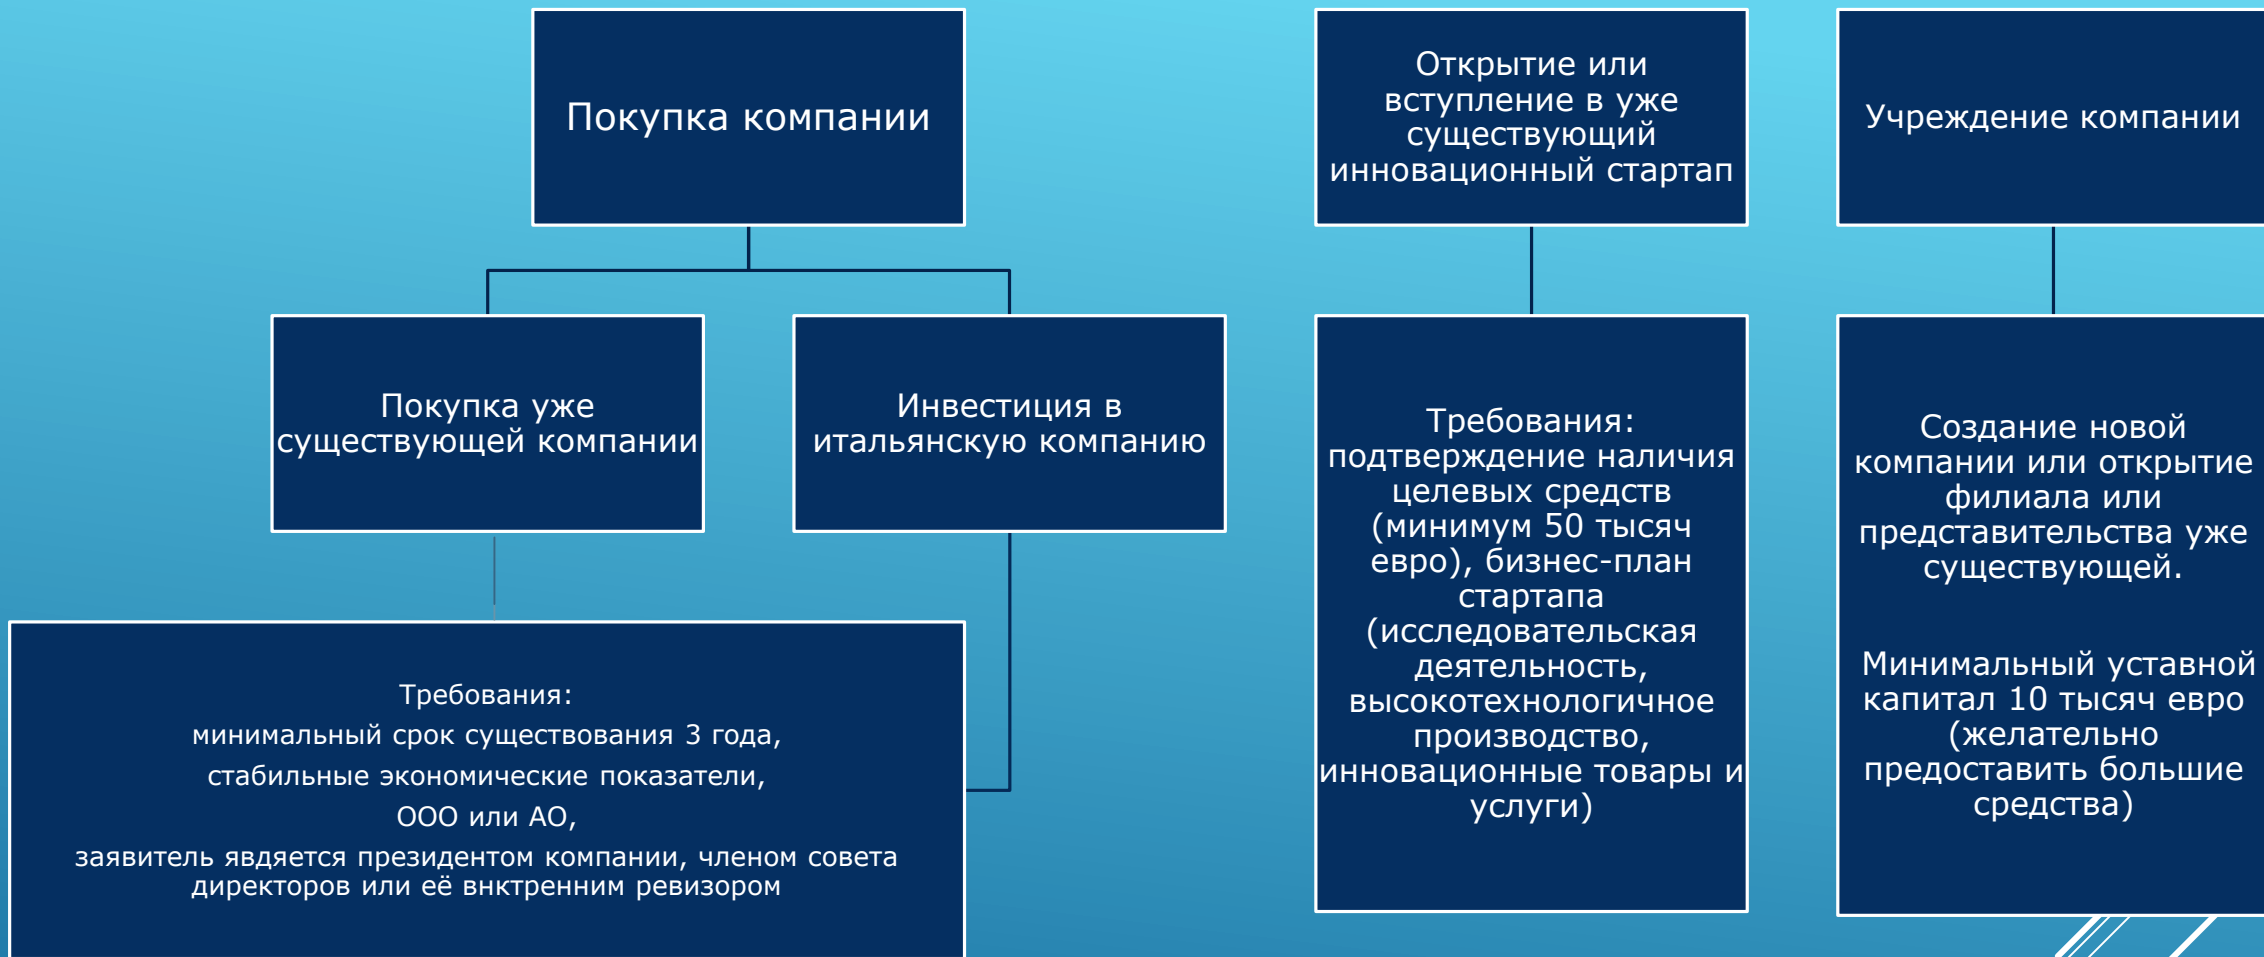 Покупка компании
Открытие или
вступление в уже
существующий
инновационный стартап
Учреждение компании
Покупка уже
существующей компании
Инвестиция в
итальянскую компанию
Требования:
минимальный срок существования 3 года,
стабильные экономические показатели,
ООО или АО,
заявитель явдяется президентом компании, членом совета
директоров или её внктренним ревизором
Требования:
подтверждение наличия
целевых средств
(минимум 50 тысяч
евро), бизнес-план
стартапа
(исследовательская
деятельность,
высокотехнологичное
производство,
инновационные товары и
услуги)
Создание новой
компании или открытие
филиала или
представительства уже
существующей.
Минимальный уставной
капитал 10 тысяч евро
(желательно
предоставить большие
средства)